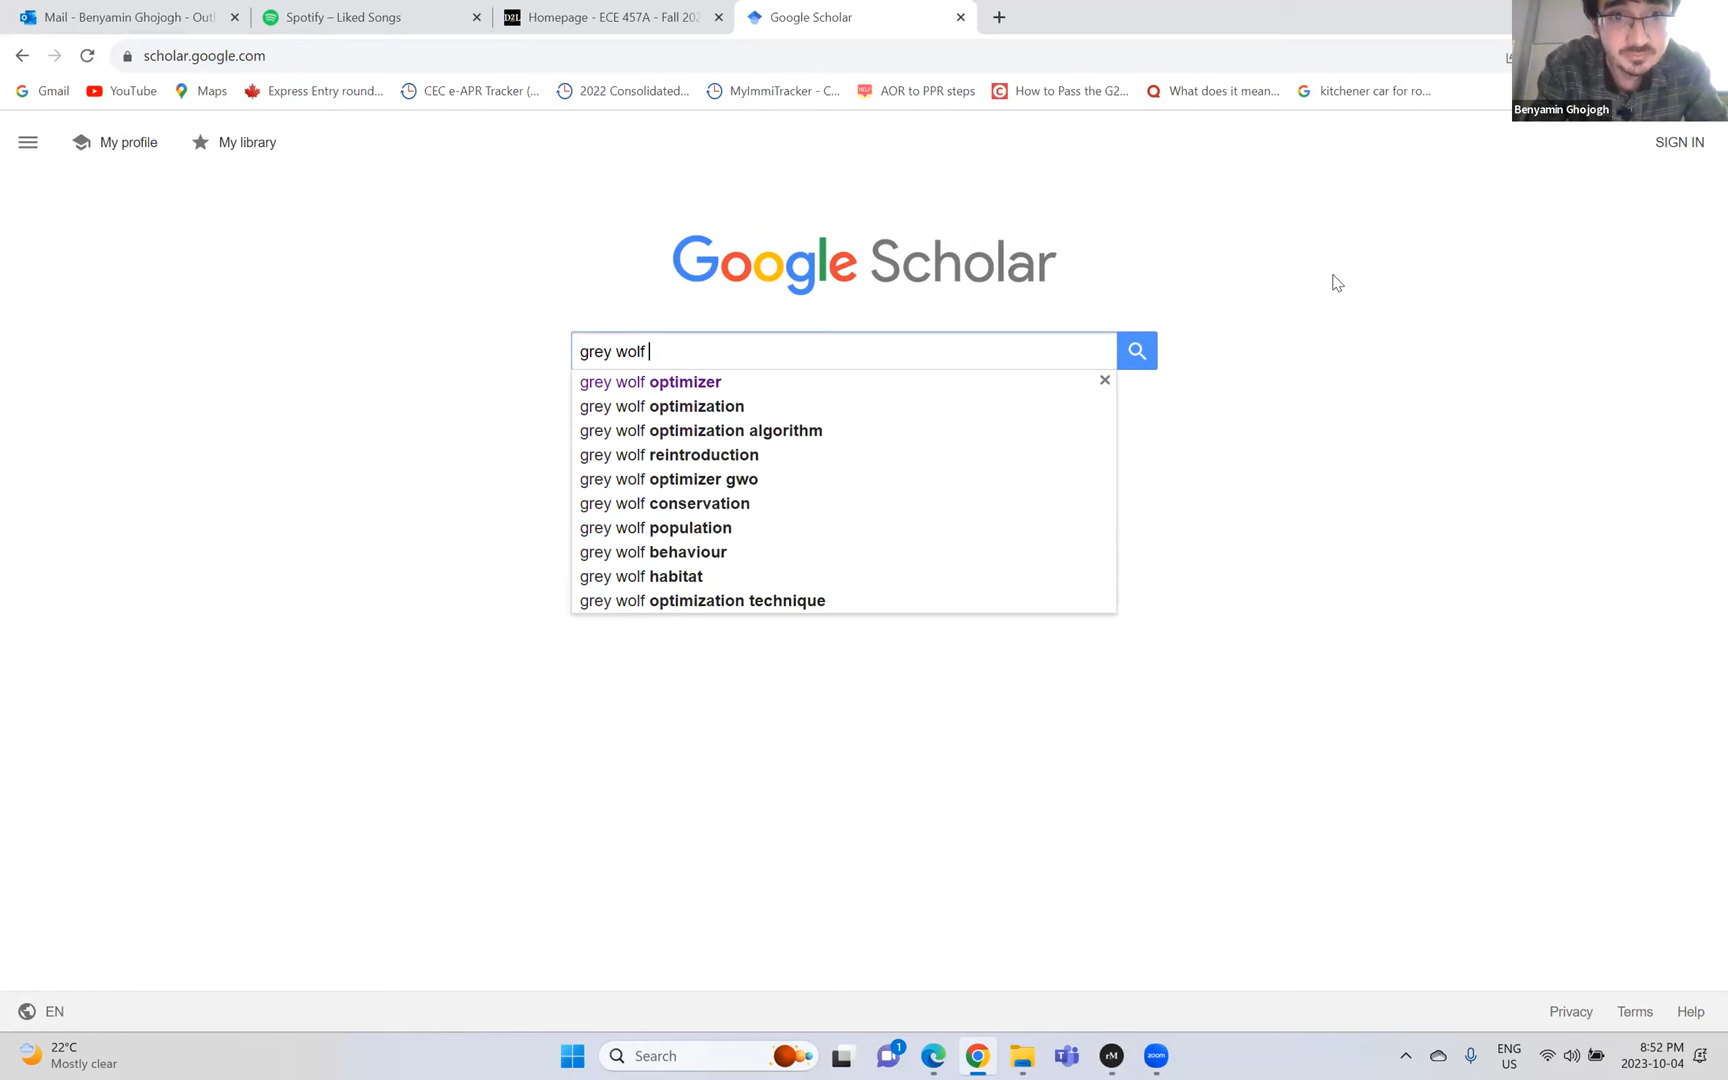 Mail - Benyamin Ghojogh - Outl
Spotify – Liked Songs
D2L
Homepage - ECE 457A - Fall 202
Google Scholar
scholar.google.com
Gmail
YouTube
Maps
Express Entry round...
CEC e-APR Tracker (...
2022 Consolidated...
MyImmiTracker - C...
AOR to PPR steps
How to Pass the G2...
What does it mean...
kitchener car for ro...
Benyamin Ghojogh
My profile
My library
SIGN IN
Google Scholar
grey wolf
grey wolf optimizer
grey wolf optimization
grey wolf optimization algorithm
grey wolf reintroduction
grey wolf optimizer gwo
grey wolf conservation
grey wolf population
grey wolf behaviour
grey wolf habitat
grey wolf optimization technique
EN
Privacy
Terms
Help
22°C
Mostly clear
Search
1
rM
zoom
ENG
US
8:52 PM
2023-10-04